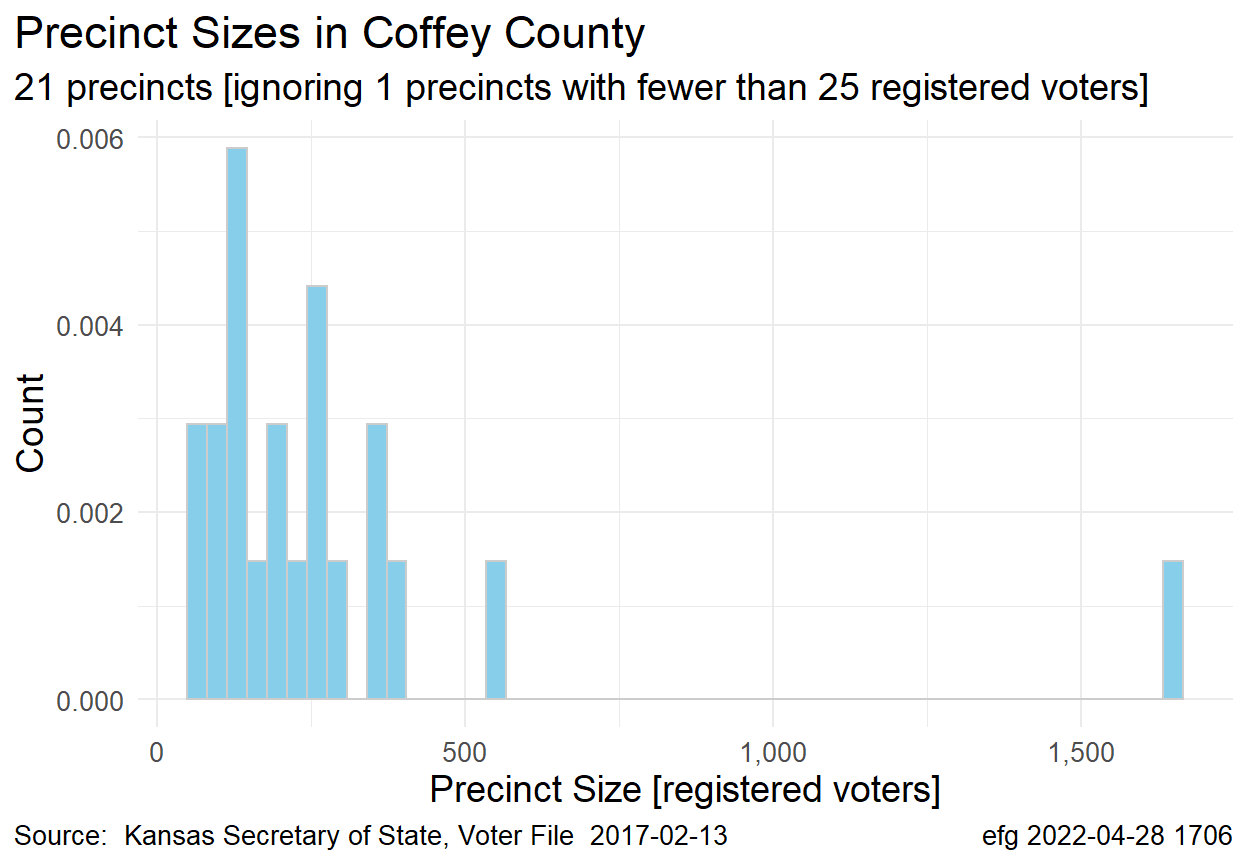 Precinct Sizes in Coffey County
21 precincts [ignoring 1 precincts with fewer than 25 registered voters]
0.006
0.004
0.002
0.000
Count
0 500 1,000 1,500
Precinct Size [registered voters]
Source:  Kansas Secretary of State, Voter File  2017-02-13 efg 2022-04-28 1706